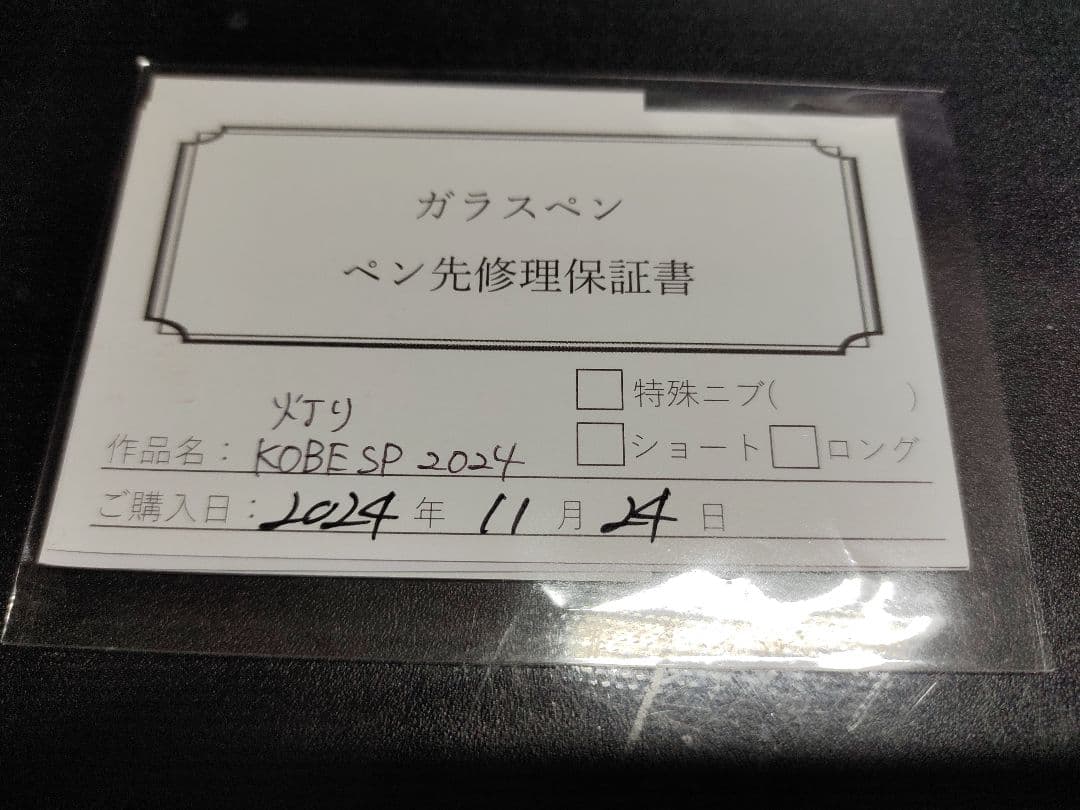 ガラスペン
ペン先修理保証書
灯り
作品名：KOBE SP 2024
□特殊ニブ(　　　)
□ショート□ロング
ご購入日：2024年 11月 24日